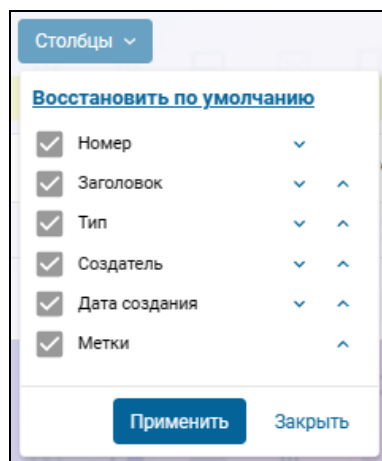 Столбцы
Восстановить по умолчанию
Номер
Заголовок
Тип
Создатель
Дата создания
Метки
Применить Закрыть